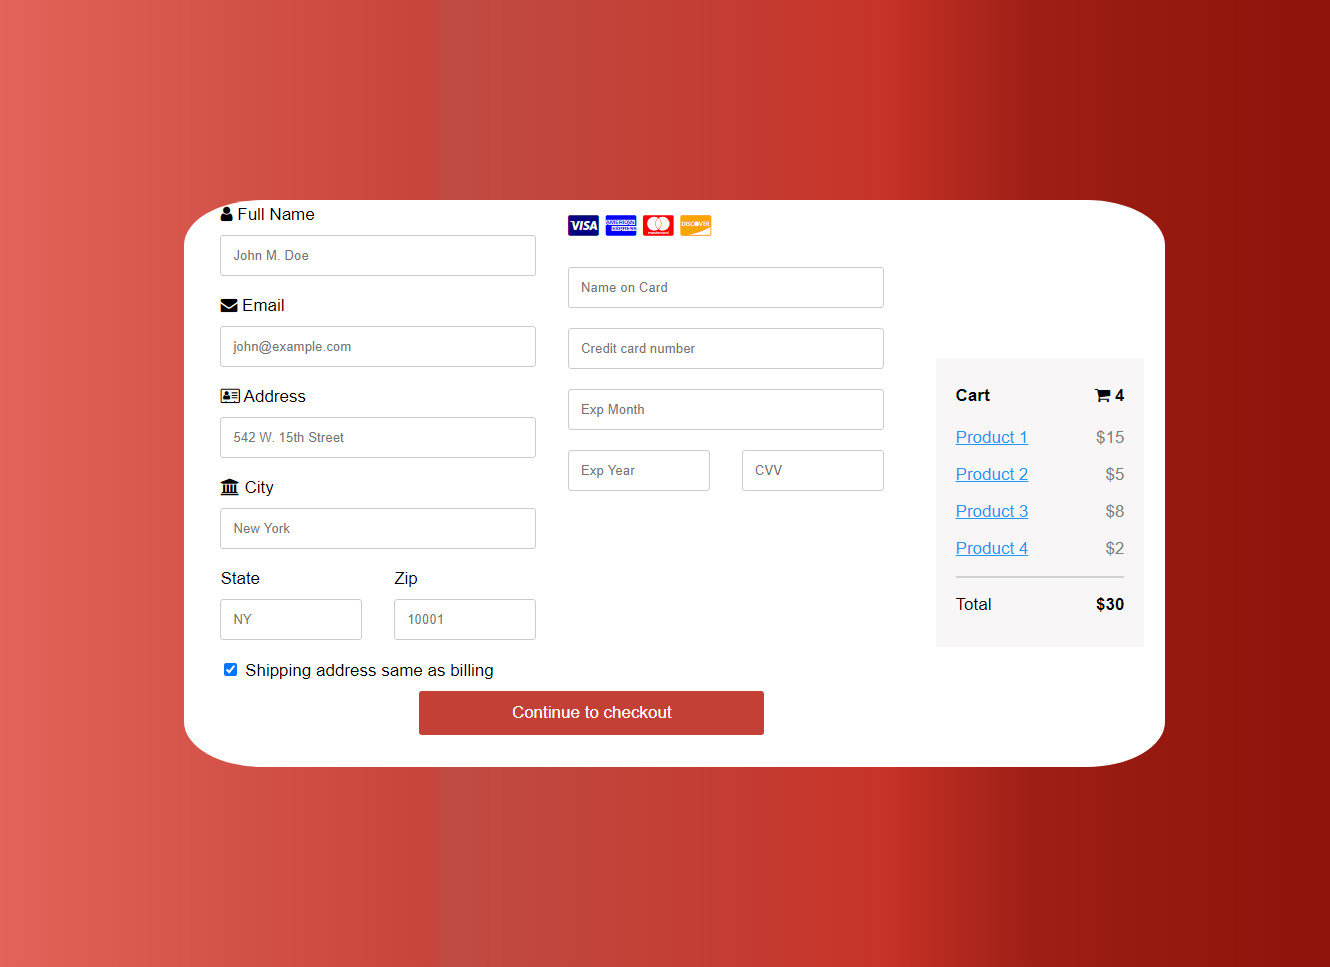 Full Name
John M. Doe
Email
john@example.com
Address
542 W. 15th Street
City
New York
State Zip
NY 10001
Shipping address same as billing
VISA AMERICAN EXPRESS mastercard DISCOVER
Name on Card
Credit card number
Exp Month
Exp Year CVV
Cart 4
Product 1 $15
Product 2 $5
Product 3 $8
Product 4 $2
Total $30
Continue to checkout